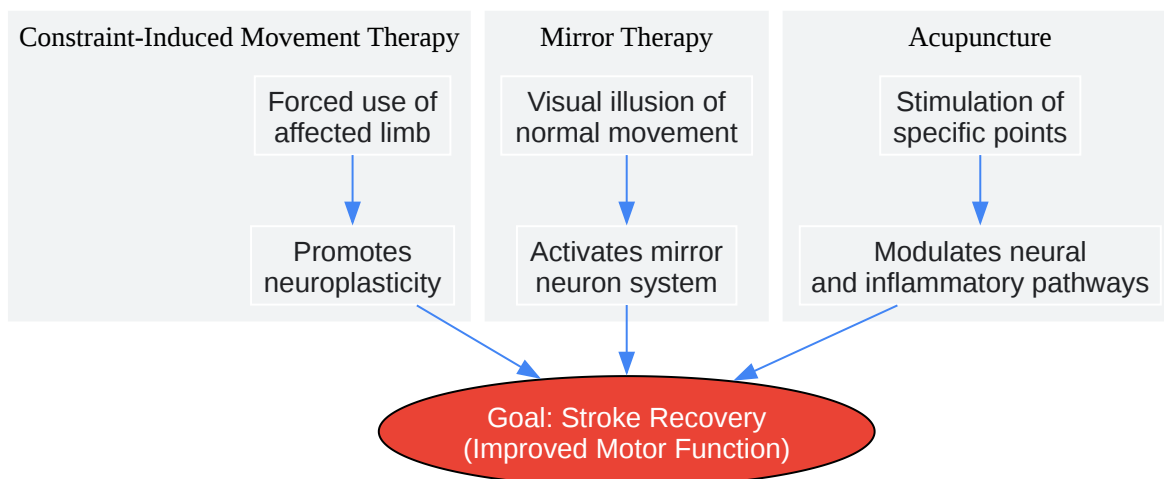 Constraint-Induced Movement Therapy
Forced use of
affected limb
Promotes
neuroplasticity
Mirror Therapy
Visual illusion of
normal movement
Activates mirror
neuron system
Acupuncture
Stimulation of
specific points
Modulates neural
and inflammatory pathways
Goal: Stroke Recovery
(Improved Motor Function)